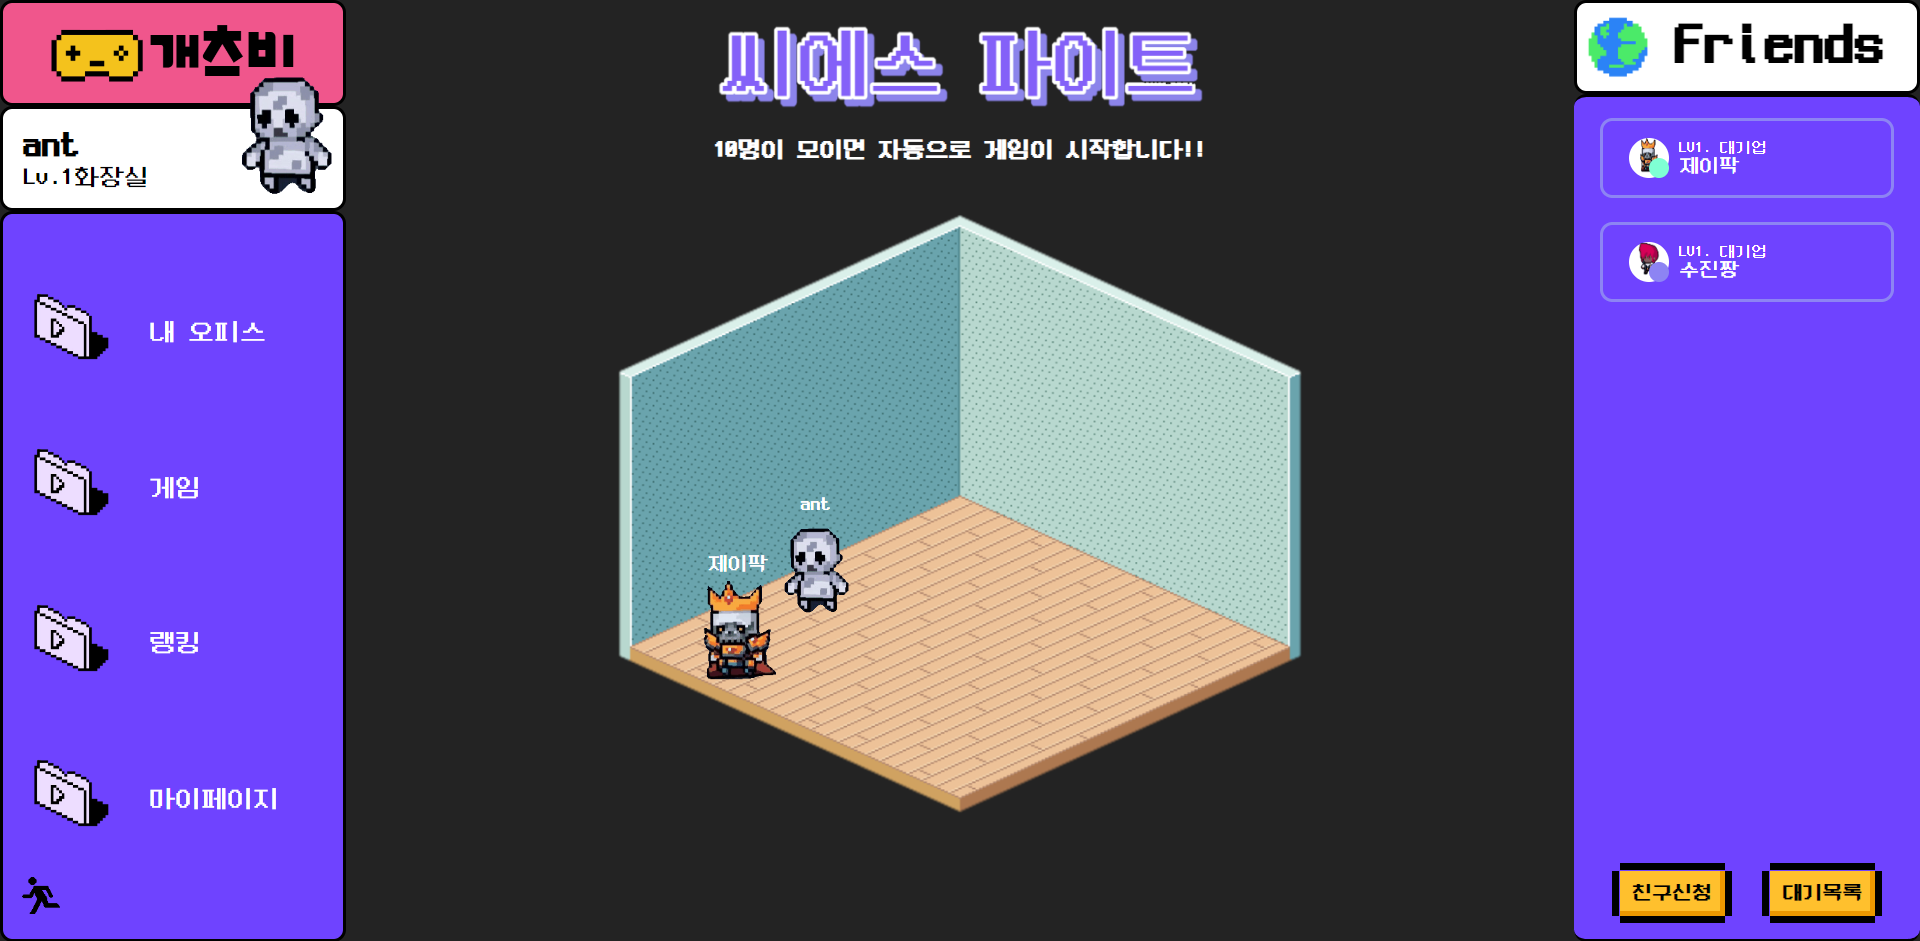 개츠비
ant
Lv.1화장실
내 오피스
게임
랭킹
마이페이지
씨에스 파이트
10명이 모이면 자동으로 게임이 시작합니다!!
ant
제이팍
Friends
LV1. 대기업
제이팍
LV1. 대기업
수진짱
친구신청
대기목록